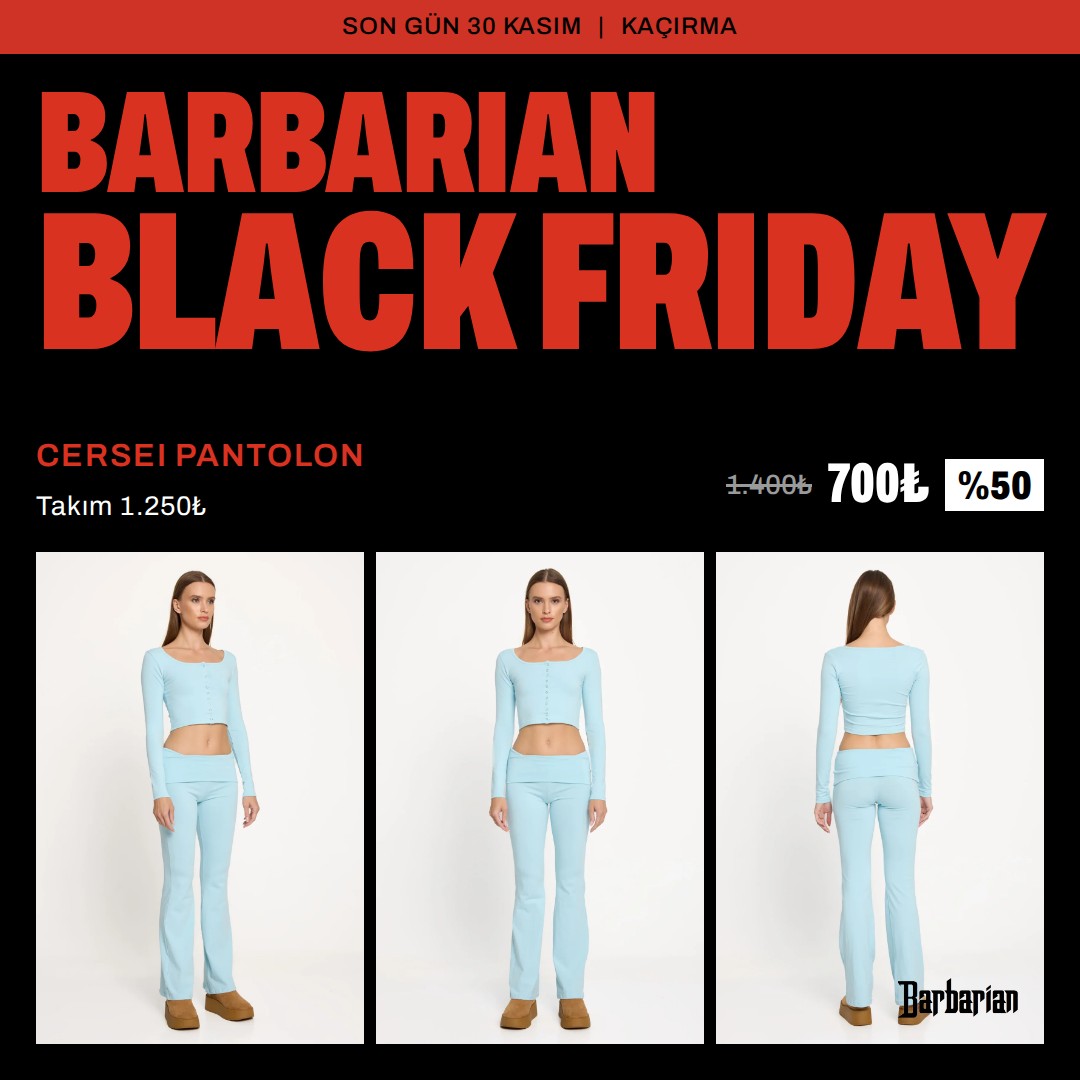 SON GÜN 30 KASIM | KAÇIRMA
BARBARIAN
BLACK FRIDAY
CERSEI PANTOLON
Takım 1.250₺
1.400₺ 700₺ %50
Barbarian